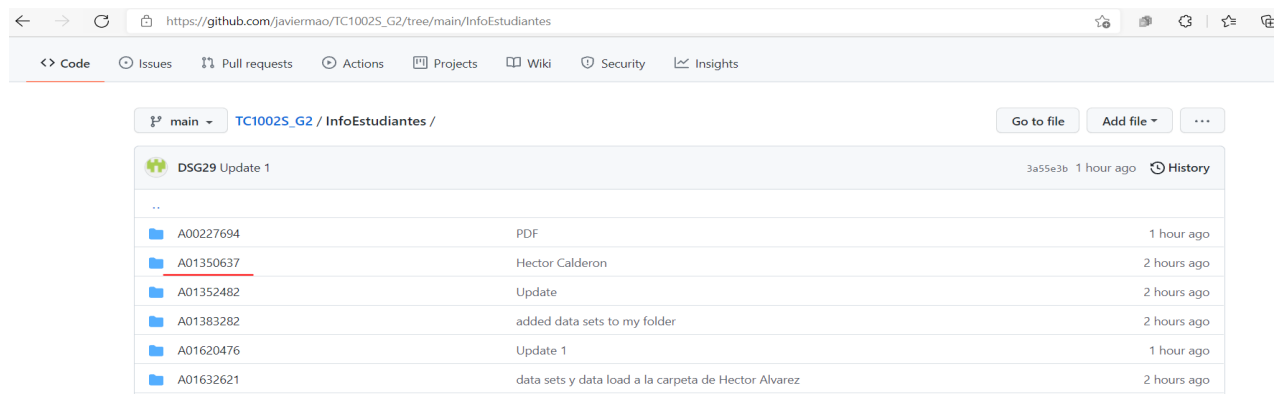 https://github.com/javiermao/TC1002S_G2/tree/main/InfoEstudiantes
<> Code Issues Pull requests Actions Projects Wiki Security Insights
main TC1002S_G2 / InfoEstudiantes / Go to file Add file ...
DSG29 Update 1 3a55e3b 1 hour ago History
..
A00227694 PDF 1 hour ago
A01350637 Hector Calderon 2 hours ago
A01352482 Update 2 hours ago
A01383282 added data sets to my folder 2 hours ago
A01620476 Update 1 1 hour ago
A01632621 data sets y data load a la carpeta de Hector Alvarez 2 hours ago